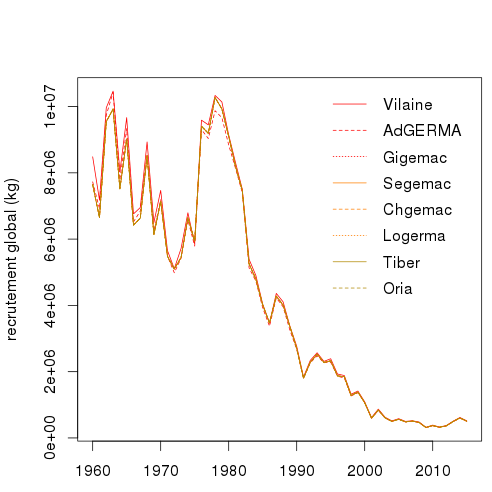 recrutement global (kg)
1e+07
8e+06
6e+06
4e+06
2e+06
0e+00
1960 1970 1980 1990 2000 2010
Vilaine
AdGERMA
Gigemac
Segemac
Chgemac
Logerma
Tiber
Oria